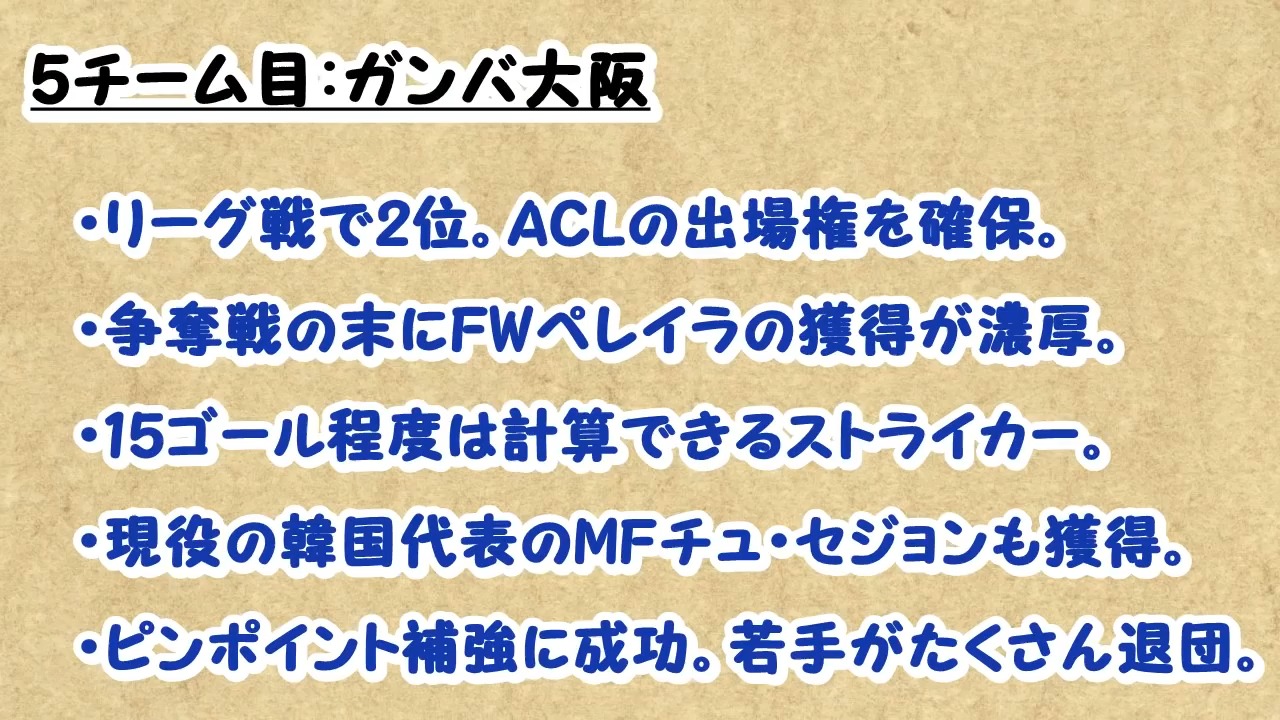 5チーム目:ガンバ大阪
・リーグ戦で2位。ACLの出場権を確保。
・争奪戦の末にFWペレイラの獲得が濃厚。
・15ゴール程度は計算できるストライカー。
・現役の韓国代表のMFチュ・セジョンも獲得。
・ピンポイント補強に成功。若手がたくさん退団。